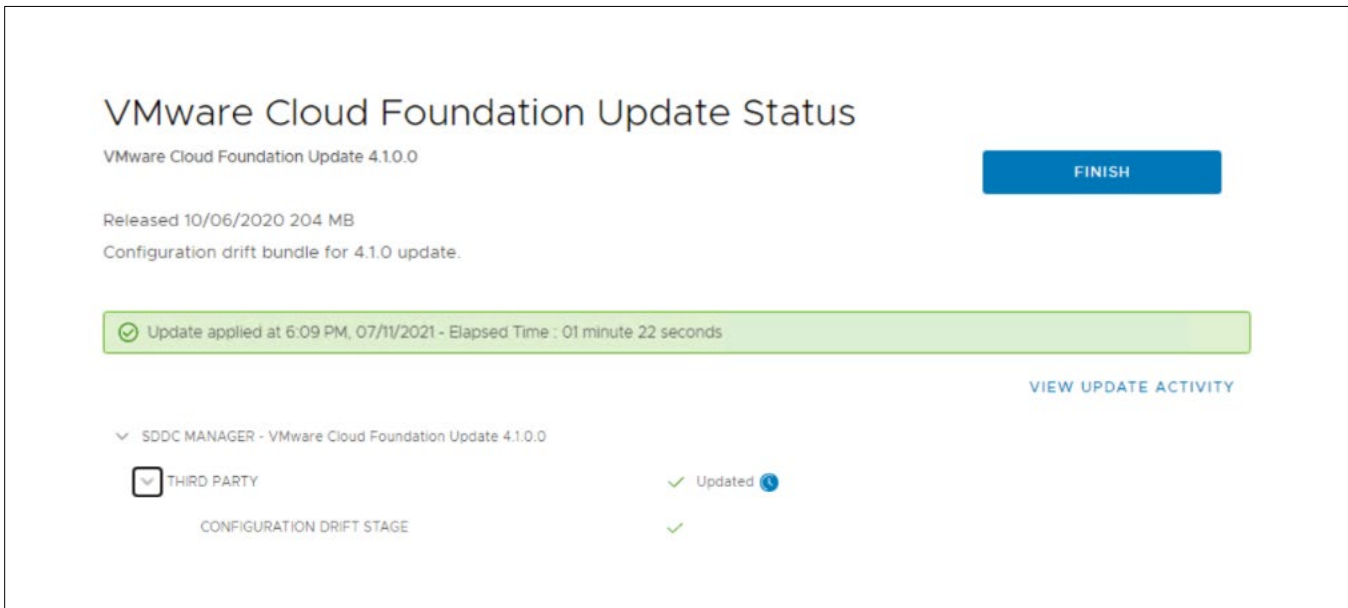 VMware Cloud Foundation Update Status
VMware Cloud Foundation Update 4.1.0.0
FINISH
Released 10/06/2020 204 MB
Configuration drift bundle for 4.1.0 update.
Update applied at 6:09 PM, 07/11/2021 - Elapsed Time : 01 minute 22 seconds
VIEW UPDATE ACTIVITY
SDDC MANAGER - VMware Cloud Foundation Update 4.1.0.0
THIRD PARTY Updated
CONFIGURATION DRIFT STAGE